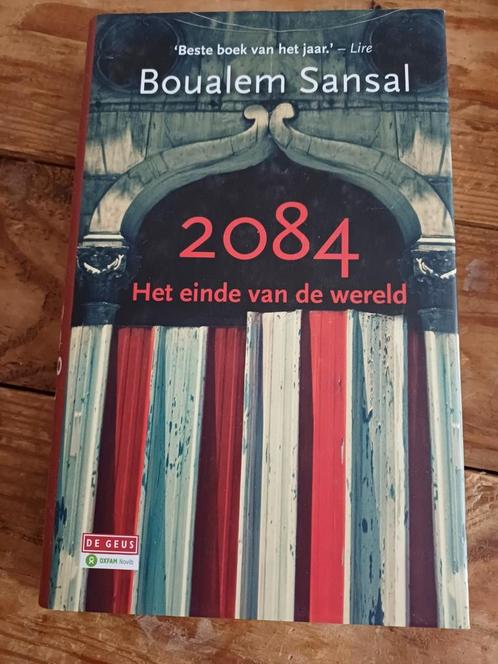 ‘Beste boek van het jaar.’ – Lire
Boualem Sansal
2084
Het einde van de wereld
DE GEUS
OXFAM Novib